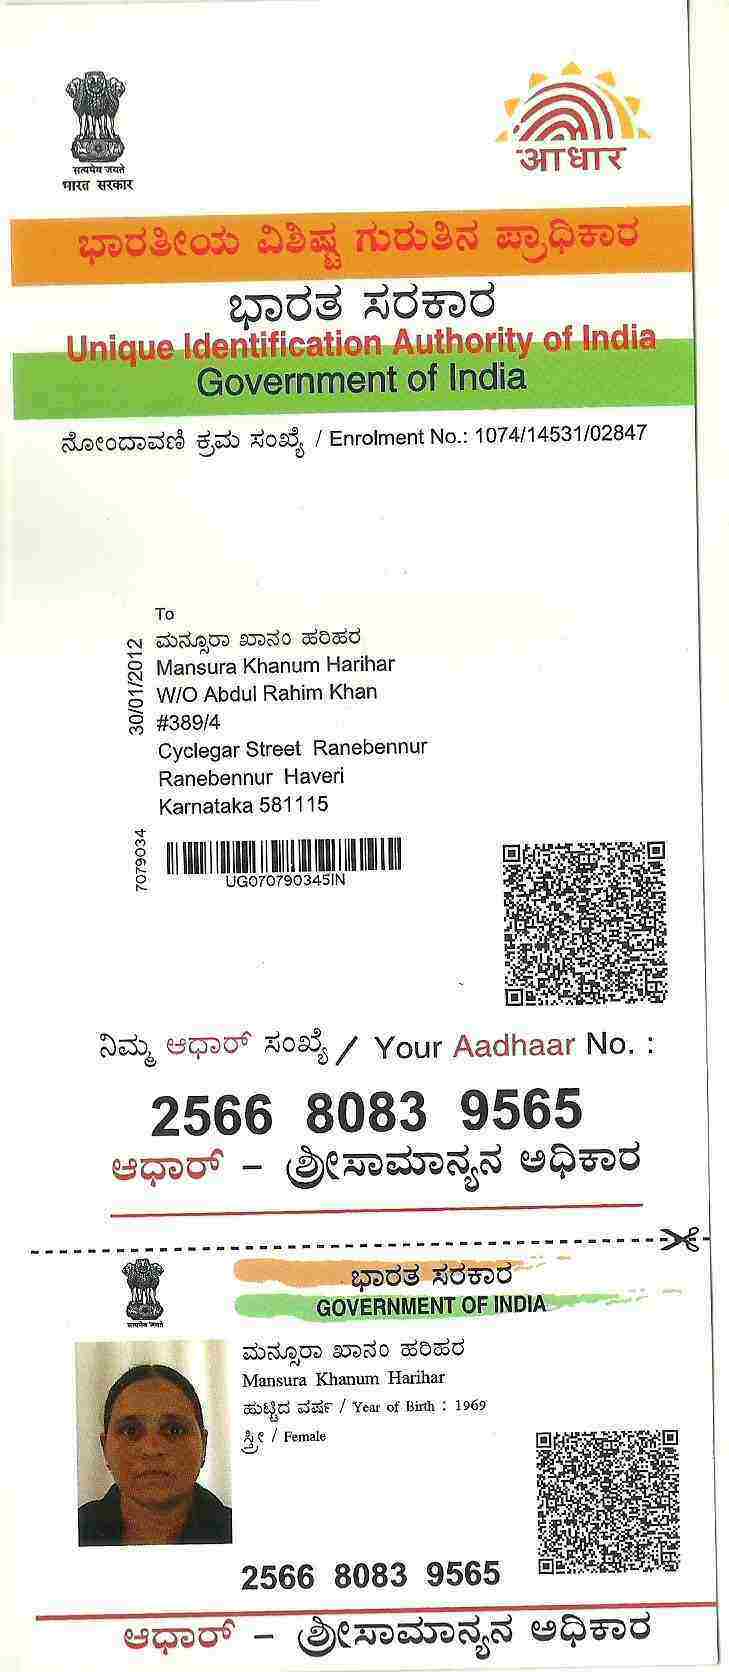 सत्यमेव जयते
भारत सरकार
आधार
ಭಾರತೀಯ ವಿಶಿಷ್ಟ ಗುರುತಿನ ಪ್ರಾಧಿಕಾರ
ಭಾರತ ಸರಕಾರ
Unique Identification Authority of India
Government of India
ನೋಂದಾವಣಿ ಕ್ರಮ ಸಂಖ್ಯೆ / Enrolment No.: 1074/14531/02847
To
ಮನ್ಸೂರಾ ಖಾನಂ ಹರಿಹರ
Mansura Khanum Harihar
W/O Abdul Rahim Khan
#389/4
Cyclegar Street Ranebennur
Ranebennur Haveri
Karnataka 581115
30/01/2012
7079034
UG070790345IN
ನಿಮ್ಮ ಆಧಾರ್ ಸಂಖ್ಯೆ / Your Aadhaar No. :
2566 8083 9565
ಆಧಾರ್ – ಶ್ರೀಸಾಮಾನ್ಯನ ಅಧಿಕಾರ
ಭಾರತ ಸರಕಾರ
GOVERNMENT OF INDIA
सत्यमेव जयते
ಮನ್ಸೂರಾ ಖಾನಂ ಹರಿಹರ
Mansura Khanum Harihar
ಹುಟ್ಟಿದ ವರ್ಷ / Year of Birth : 1969
ಸ್ತ್ರೀ / Female
2566 8083 9565
ಆಧಾರ್ – ಶ್ರೀಸಾಮಾನ್ಯನ ಅಧಿಕಾರ